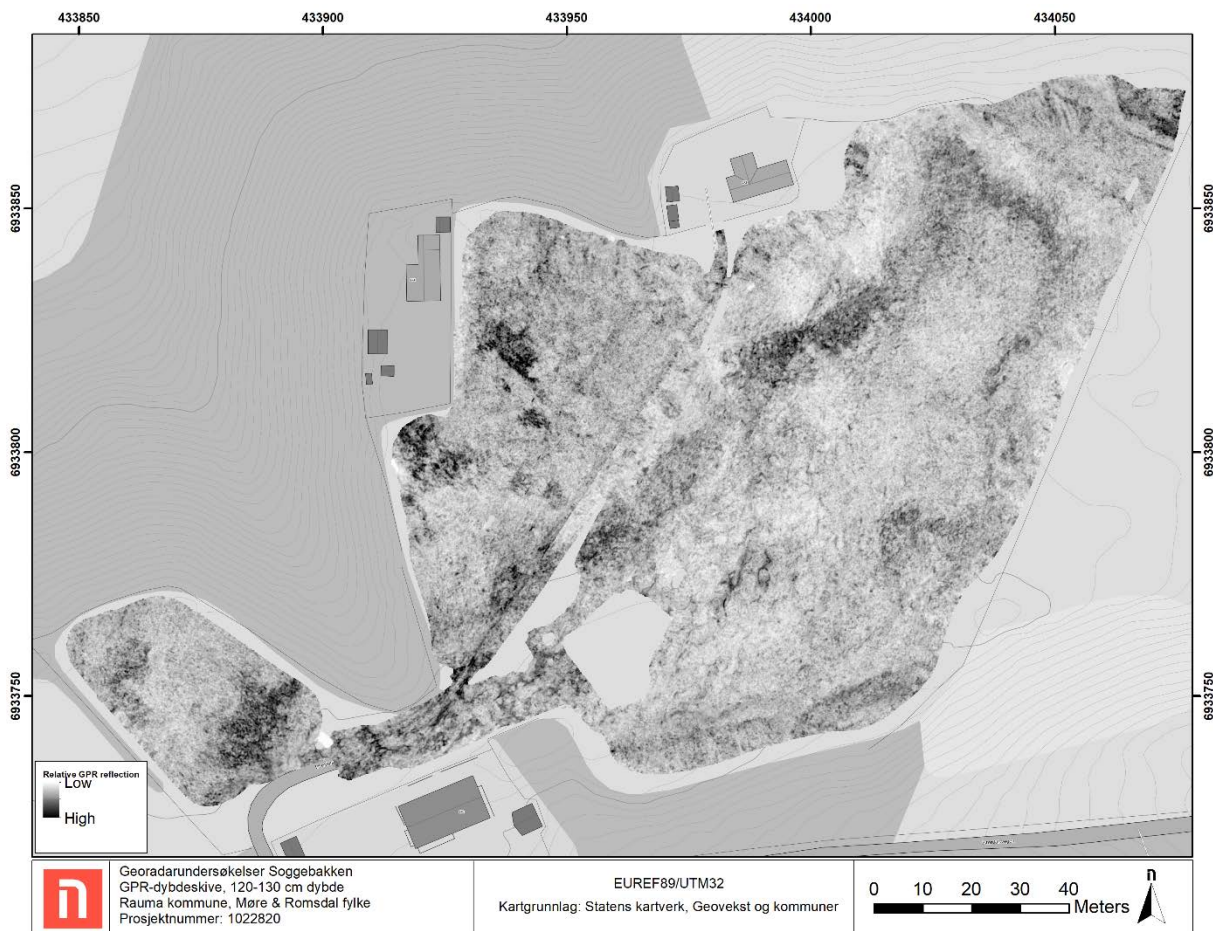 433850 433900 433950 434000 434050
6933850 6933850
6933800 6933800
6933750 6933750
Relative GPR reflection
Low
High
Georadarundersøkelser Soggebakken
GPR-dybdeskive, 120-130 cm dybde
Rauma kommune, Møre & Romsdal fylke
Prosjektnummer: 1022820
EUREF89/UTM32
Kartgrunnlag: Statens kartverk, Geovekst og kommuner
0 10 20 30 40
Meters
n
n